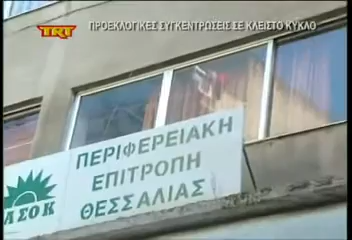 TRT
ΠΡΟΕΚΛΟΓΙΚΕΣ ΣΥΓΚΕΝΤΡΩΣΕΙΣ ΣΕ ΚΛΕΙΣΤΟ ΚΥΚΛΟ
ΠΕΡΙΦΕΡΕΙΑΚΗ
ΕΠΙΤΡΟΠΗ
ΘΕΣΣΑΛΙΑΣ
ΑΣΟΚ